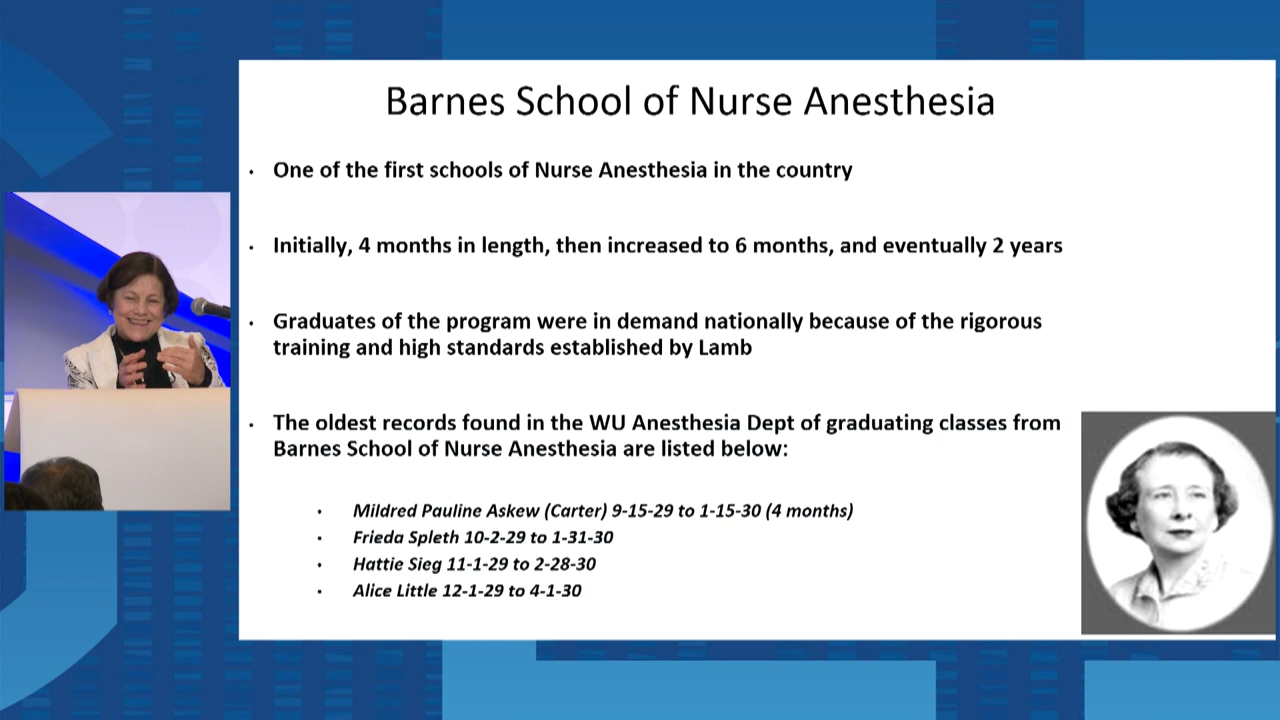 Barnes School of Nurse Anesthesia
• One of the first schools of Nurse Anesthesia in the country
• Initially, 4 months in length, then increased to 6 months, and eventually 2 years
• Graduates of the program were in demand nationally because of the rigorous
training and high standards established by Lamb
• The oldest records found in the WU Anesthesia Dept of graduating classes from
Barnes School of Nurse Anesthesia are listed below:
• Mildred Pauline Askew (Carter) 9-15-29 to 1-15-30 (4 months)
• Frieda Spleth 10-2-29 to 1-31-30
• Hattie Sieg 11-1-29 to 2-28-30
• Alice Little 12-1-29 to 4-1-30